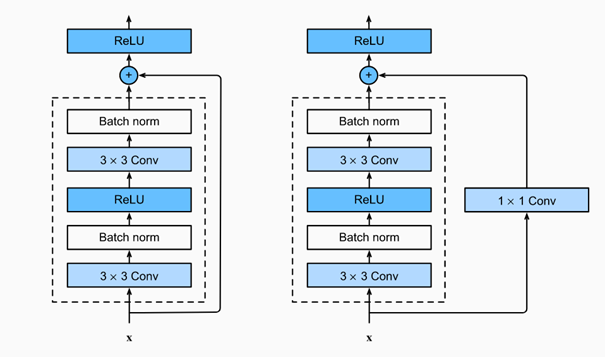 ReLU
+
Batch norm
3 × 3 Conv
ReLU
Batch norm
3 × 3 Conv
x
ReLU
+
Batch norm
3 × 3 Conv
ReLU
Batch norm
3 × 3 Conv
1 × 1 Conv
x